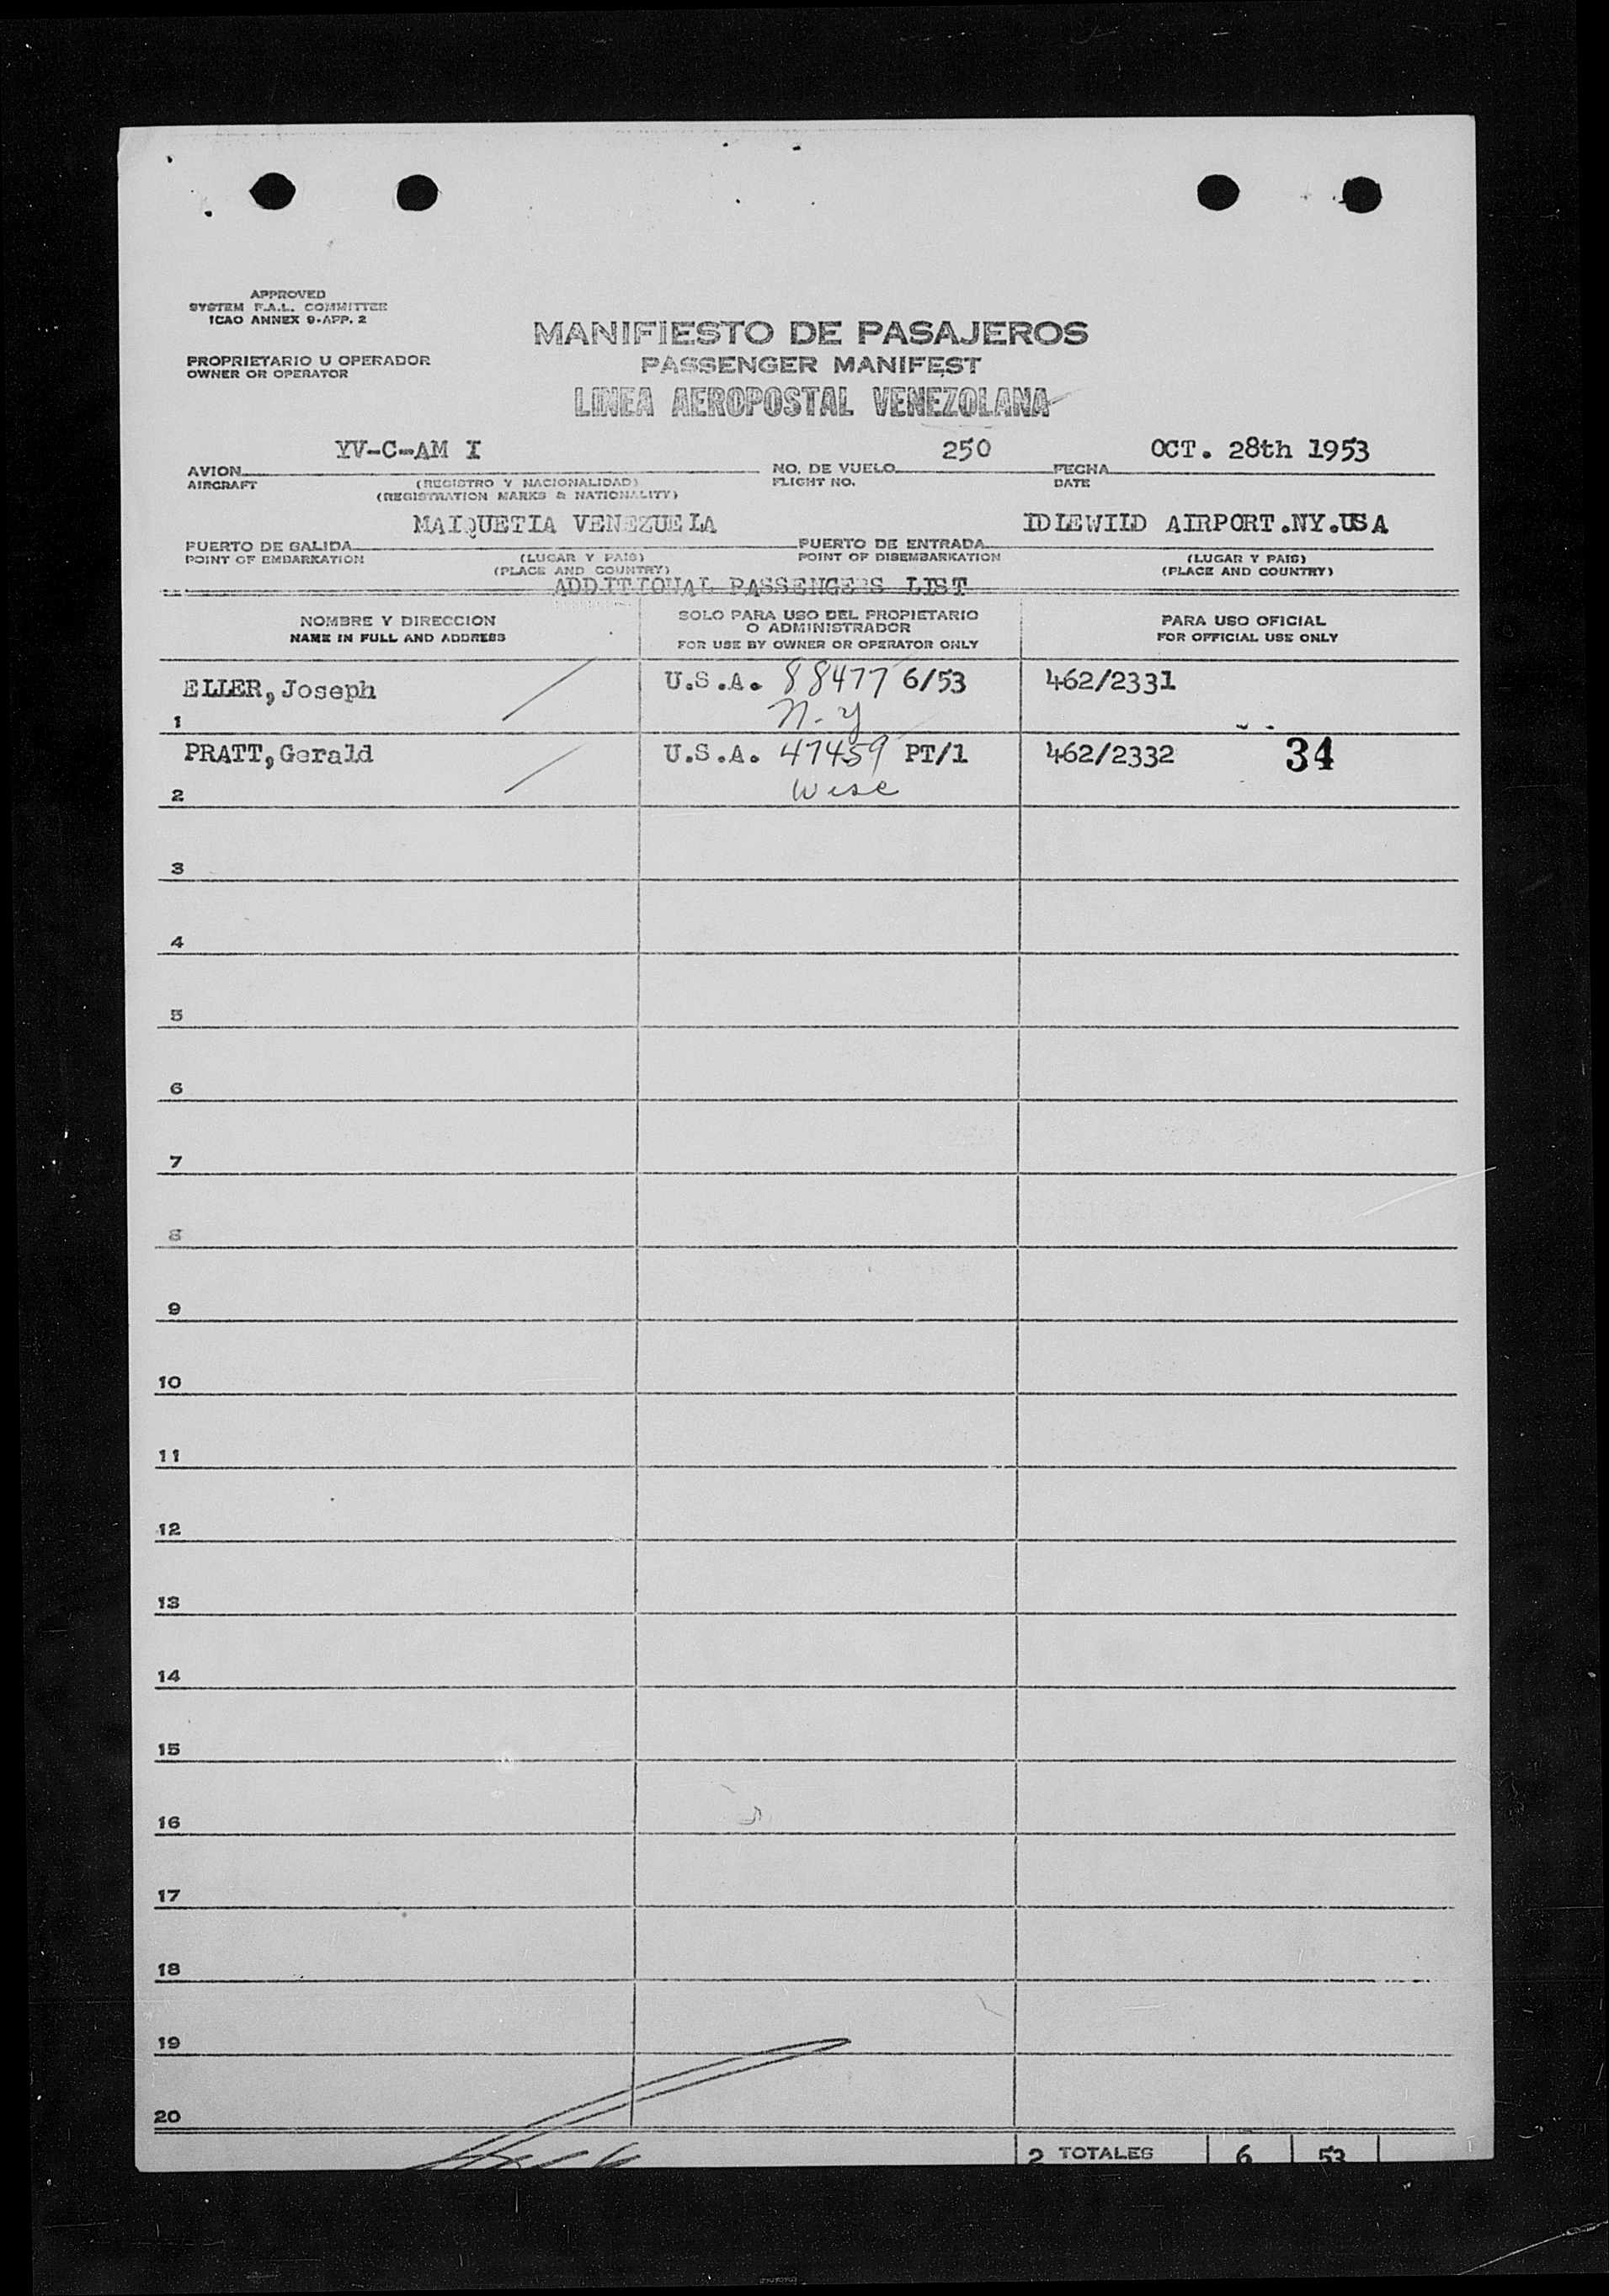 APPROVED
SYSTEM F.A.L. COMMITTEE
ICAO ANNEX 9-APP. 2
MANIFIESTO DE PASAJEROS
PROPRIETARIO U OPERADOR
OWNER OR OPERATOR
PASSENGER MANIFEST
LINEA AEROPOSTAL VENEZOLANA
YV-C-AM I 250 OCT. 28th 1953
AVION NO. DE VUELO FECHA
AIRCRAFT (REGISTRO Y NACIONALIDAD) FLIGHT NO. DATE
(REGISTRATION MARKS & NATIONALITY)
MAIQUETIA VENEZUELA IDLEWILD AIRPORT.NY.USA
PUERTO DE SALIDA PUERTO DE ENTRADA
POINT OF EMBARKATION (LUGAR Y PAIS) POINT OF DISEMBARKATION (LUGAR Y PAIS)
(PLACE AND COUNTRY) (PLACE AND COUNTRY)
ADDITIONAL PASSENGERS LIST
NOMBRE Y DIRECCION
NAME IN FULL AND ADDRESS
SOLO PARA USO DEL PROPIETARIO
O ADMINISTRADOR
FOR USE BY OWNER OR OPERATOR ONLY
PARA USO OFICIAL
FOR OFFICIAL USE ONLY
ELLER, Joseph U.S.A. 88477 6/53 462/2331
1 N.Y
PRATT, Gerald U.S.A. 47459 PT/1 462/2332 34
2 Wisc
3
4
5
6
7
8
9
10
11
12
13
14
15
16
17
18
19
20
2 TOTALES 6 53